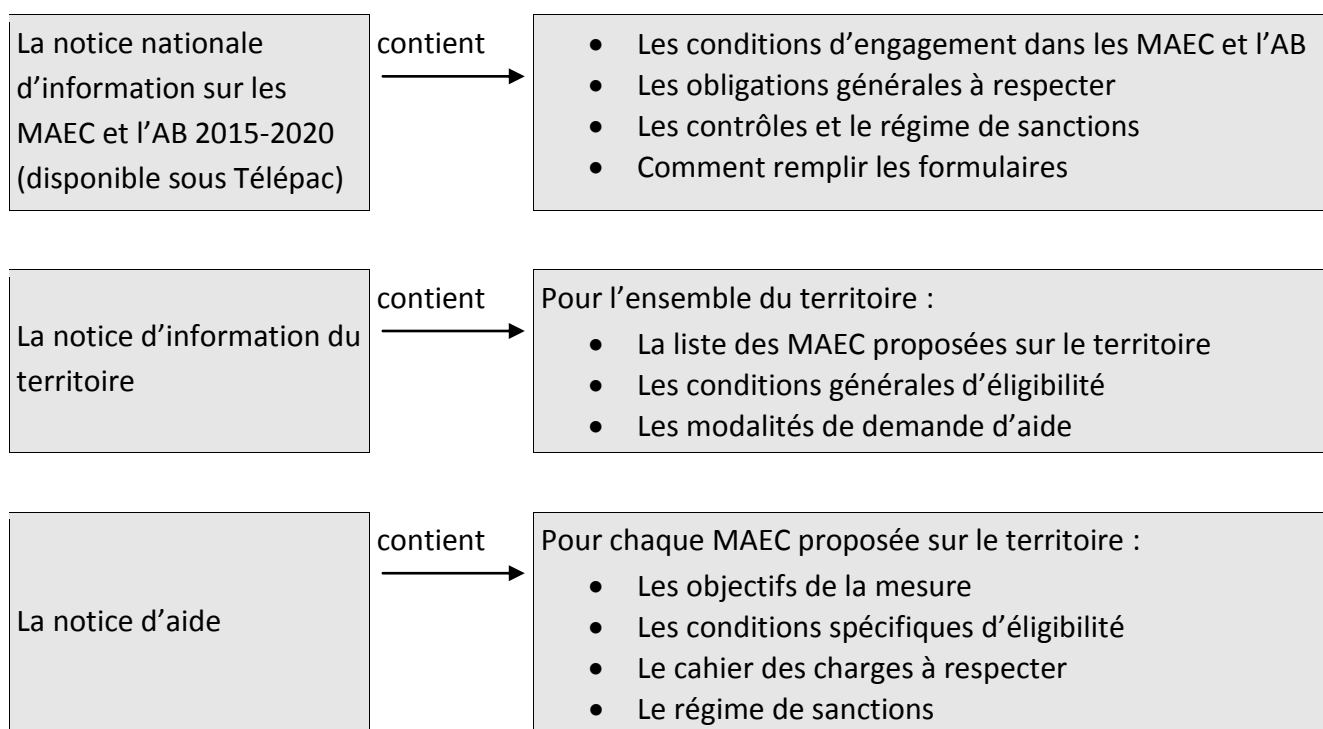 La notice nationale
d’information sur les
MAEC et l’AB 2015-2020
(disponible sous Télépac)
contient
• Les conditions d’engagement dans les MAEC et l’AB
• Les obligations générales à respecter
• Les contrôles et le régime de sanctions
• Comment remplir les formulaires
La notice d’information du
territoire
contient
Pour l’ensemble du territoire :
• La liste des MAEC proposées sur le territoire
• Les conditions générales d’éligibilité
• Les modalités de demande d’aide
La notice d’aide
contient
Pour chaque MAEC proposée sur le territoire :
• Les objectifs de la mesure
• Les conditions spécifiques d’éligibilité
• Le cahier des charges à respecter
• Le régime de sanctions